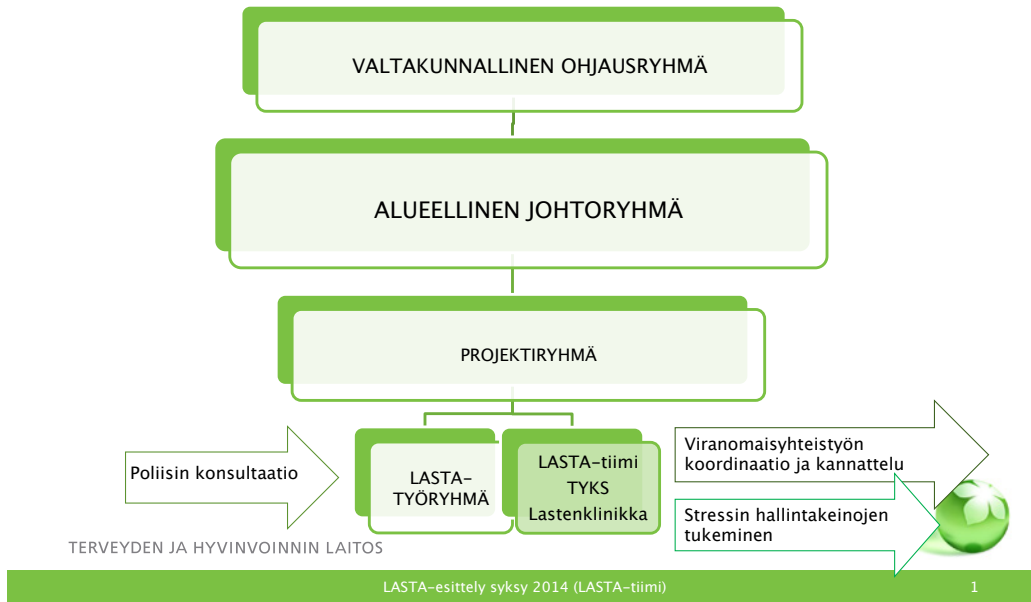 VALTAKUNNALLINEN OHJAUSRYHMÄ
ALUEELLINEN JOHTORYHMÄ
PROJEKTIRYHMÄ
Poliisin konsultaatio
LASTA-
TYÖRYHMÄ
LASTA-tiimi
TYKS
Lastenklinikka
Viranomaisyhteistyön
koordinaatio ja kannattelu
Stressin hallintakeinojen
tukeminen
TERVEYDEN JA HYVINVOINNIN LAITOS
LASTA-esittely syksy 2014 (LASTA-tiimi)
1